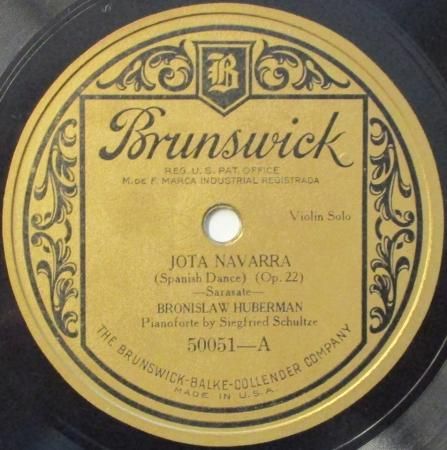 B
Brunswick
REG. U.S. PAT. OFFICE
M. DE F. MARCA INDUSTRIAL REGISTRADA
Violin Solo
JOTA NAVARRA
(Spanish Dance) (Op. 22)
—Sarasate—
BRONISLAW HUBERMAN
Pianoforte by Siegfried Schultze
50051—A
THE BRUNSWICK-BALKE-COLLENDER COMPANY
MADE IN U.S.A.